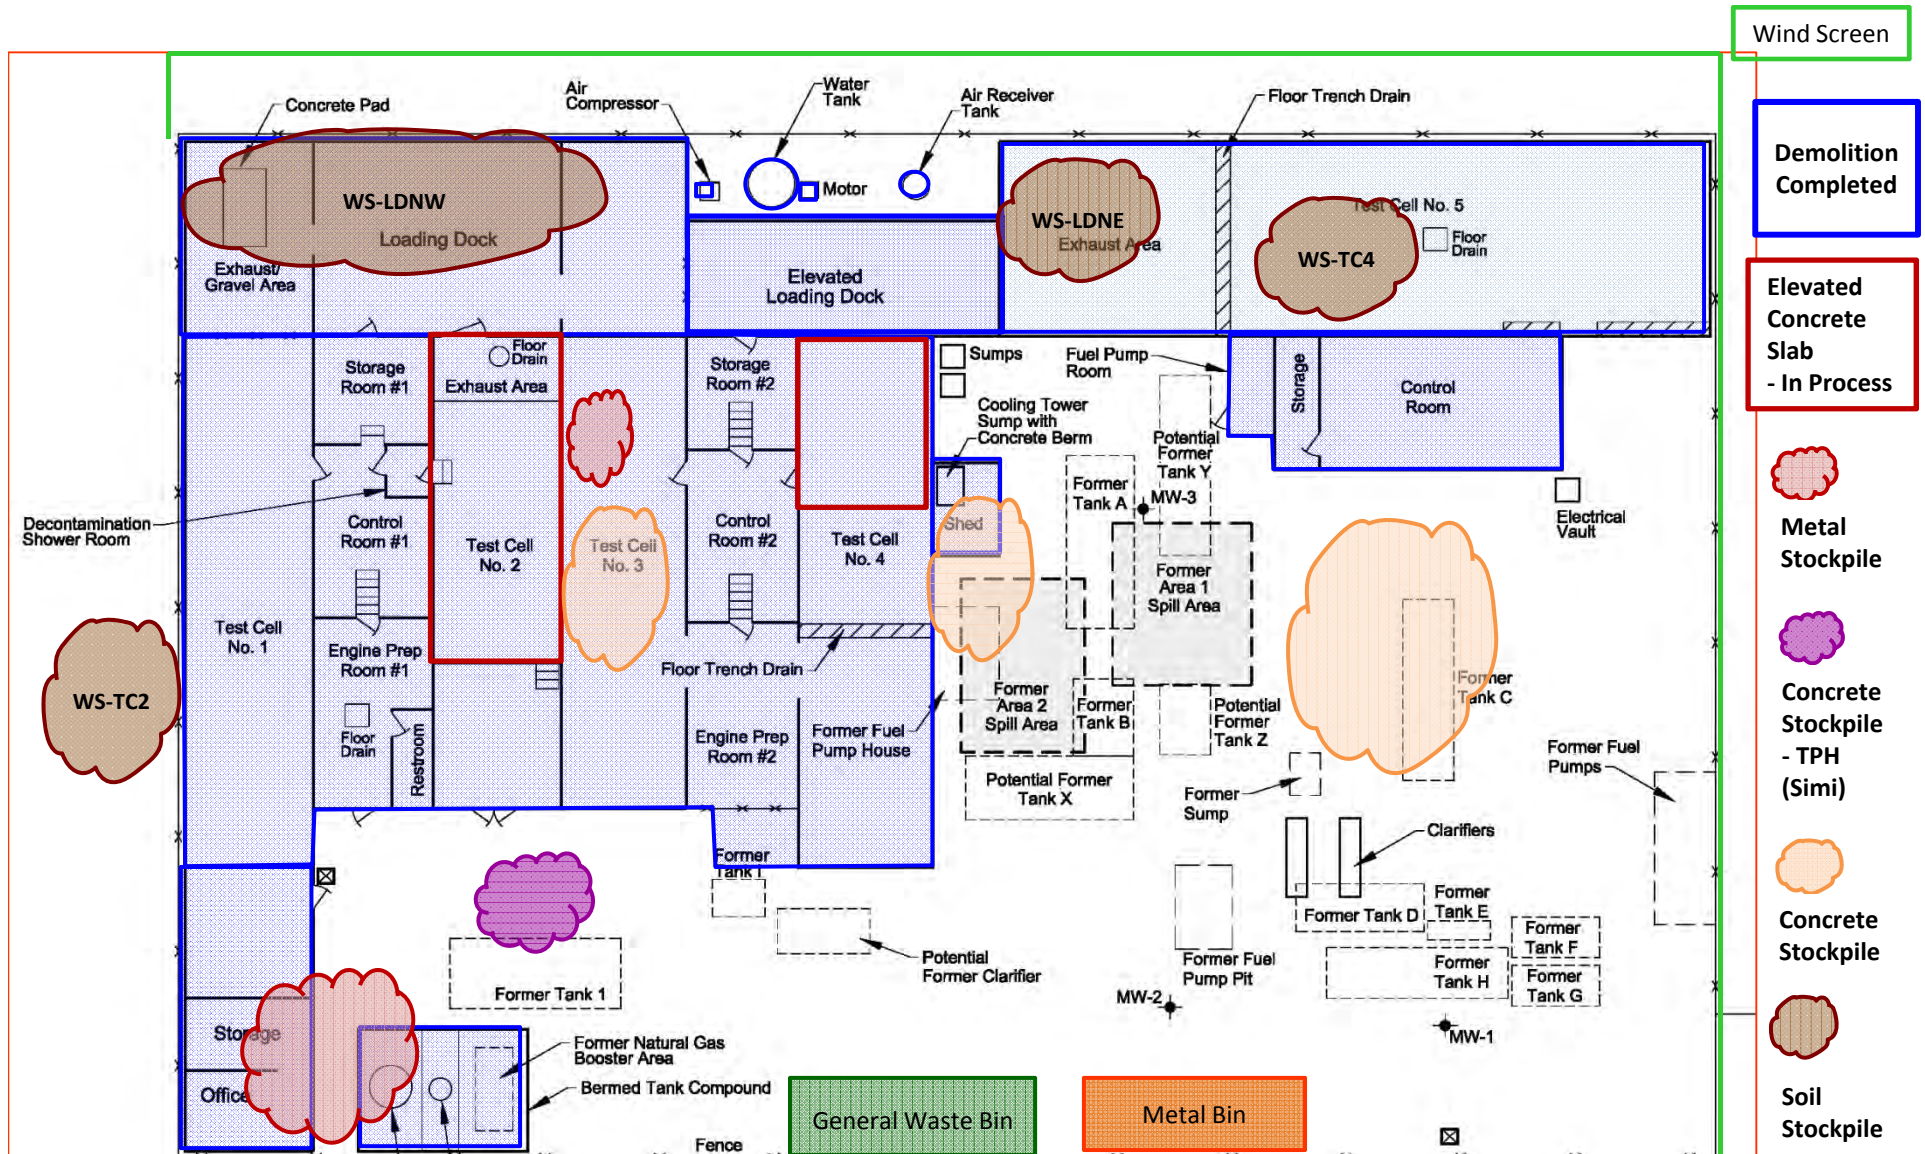 Wind Screen
Concrete Pad
Air
Compressor
Water
Tank
Air Receiver
Tank
Floor Trench Drain
Demolition
Completed
WS-LDNW
Motor
WS-LDNE
Test Cell No. 5
Loading Dock
Exhaust Area
Floor
Drain
WS-TC4
Exhaust/
Gravel Area
Elevated
Loading Dock
Elevated
Concrete
Slab
- In Process
Floor
Drain
Storage
Room #1
Exhaust Area
Storage
Room #2
Sumps
Fuel Pump
Room
Storage
Control
Room
Cooling Tower
Sump with
Concrete Berm
Potential
Former
Tank Y
Former
Tank A
MW-3
Metal
Stockpile
Decontamination
Shower Room
Control
Room #1
Test Cell
No. 2
Test Cell
No. 3
Control
Room #2
Test Cell
No. 4
Shed
Electrical
Vault
Former
Area 1
Spill Area
Test Cell
No. 1
Engine Prep
Room #1
Floor Trench Drain
WS-TC2
Former
Area 2
Spill Area
Former
Tank B
Potential
Former
Tank Z
Former
Tank C
Concrete
Stockpile
- TPH
(Simi)
Floor
Drain
Restroom
Engine Prep
Room #2
Former Fuel
Pump House
Potential Former
Tank X
Former
Sump
Former Fuel
Pumps
Clarifiers
Former
Tank I
Former Tank D
Former
Tank E
Former
Tank F
Concrete
Stockpile
Potential
Former Clarifier
Former Fuel
Pump Pit
Former
Tank H
Former
Tank G
Former Tank 1
MW-2
MW-1
Storage
Office
Former Natural Gas
Booster Area
Bermed Tank Compound
General Waste Bin
Metal Bin
Fence
Soil
Stockpile